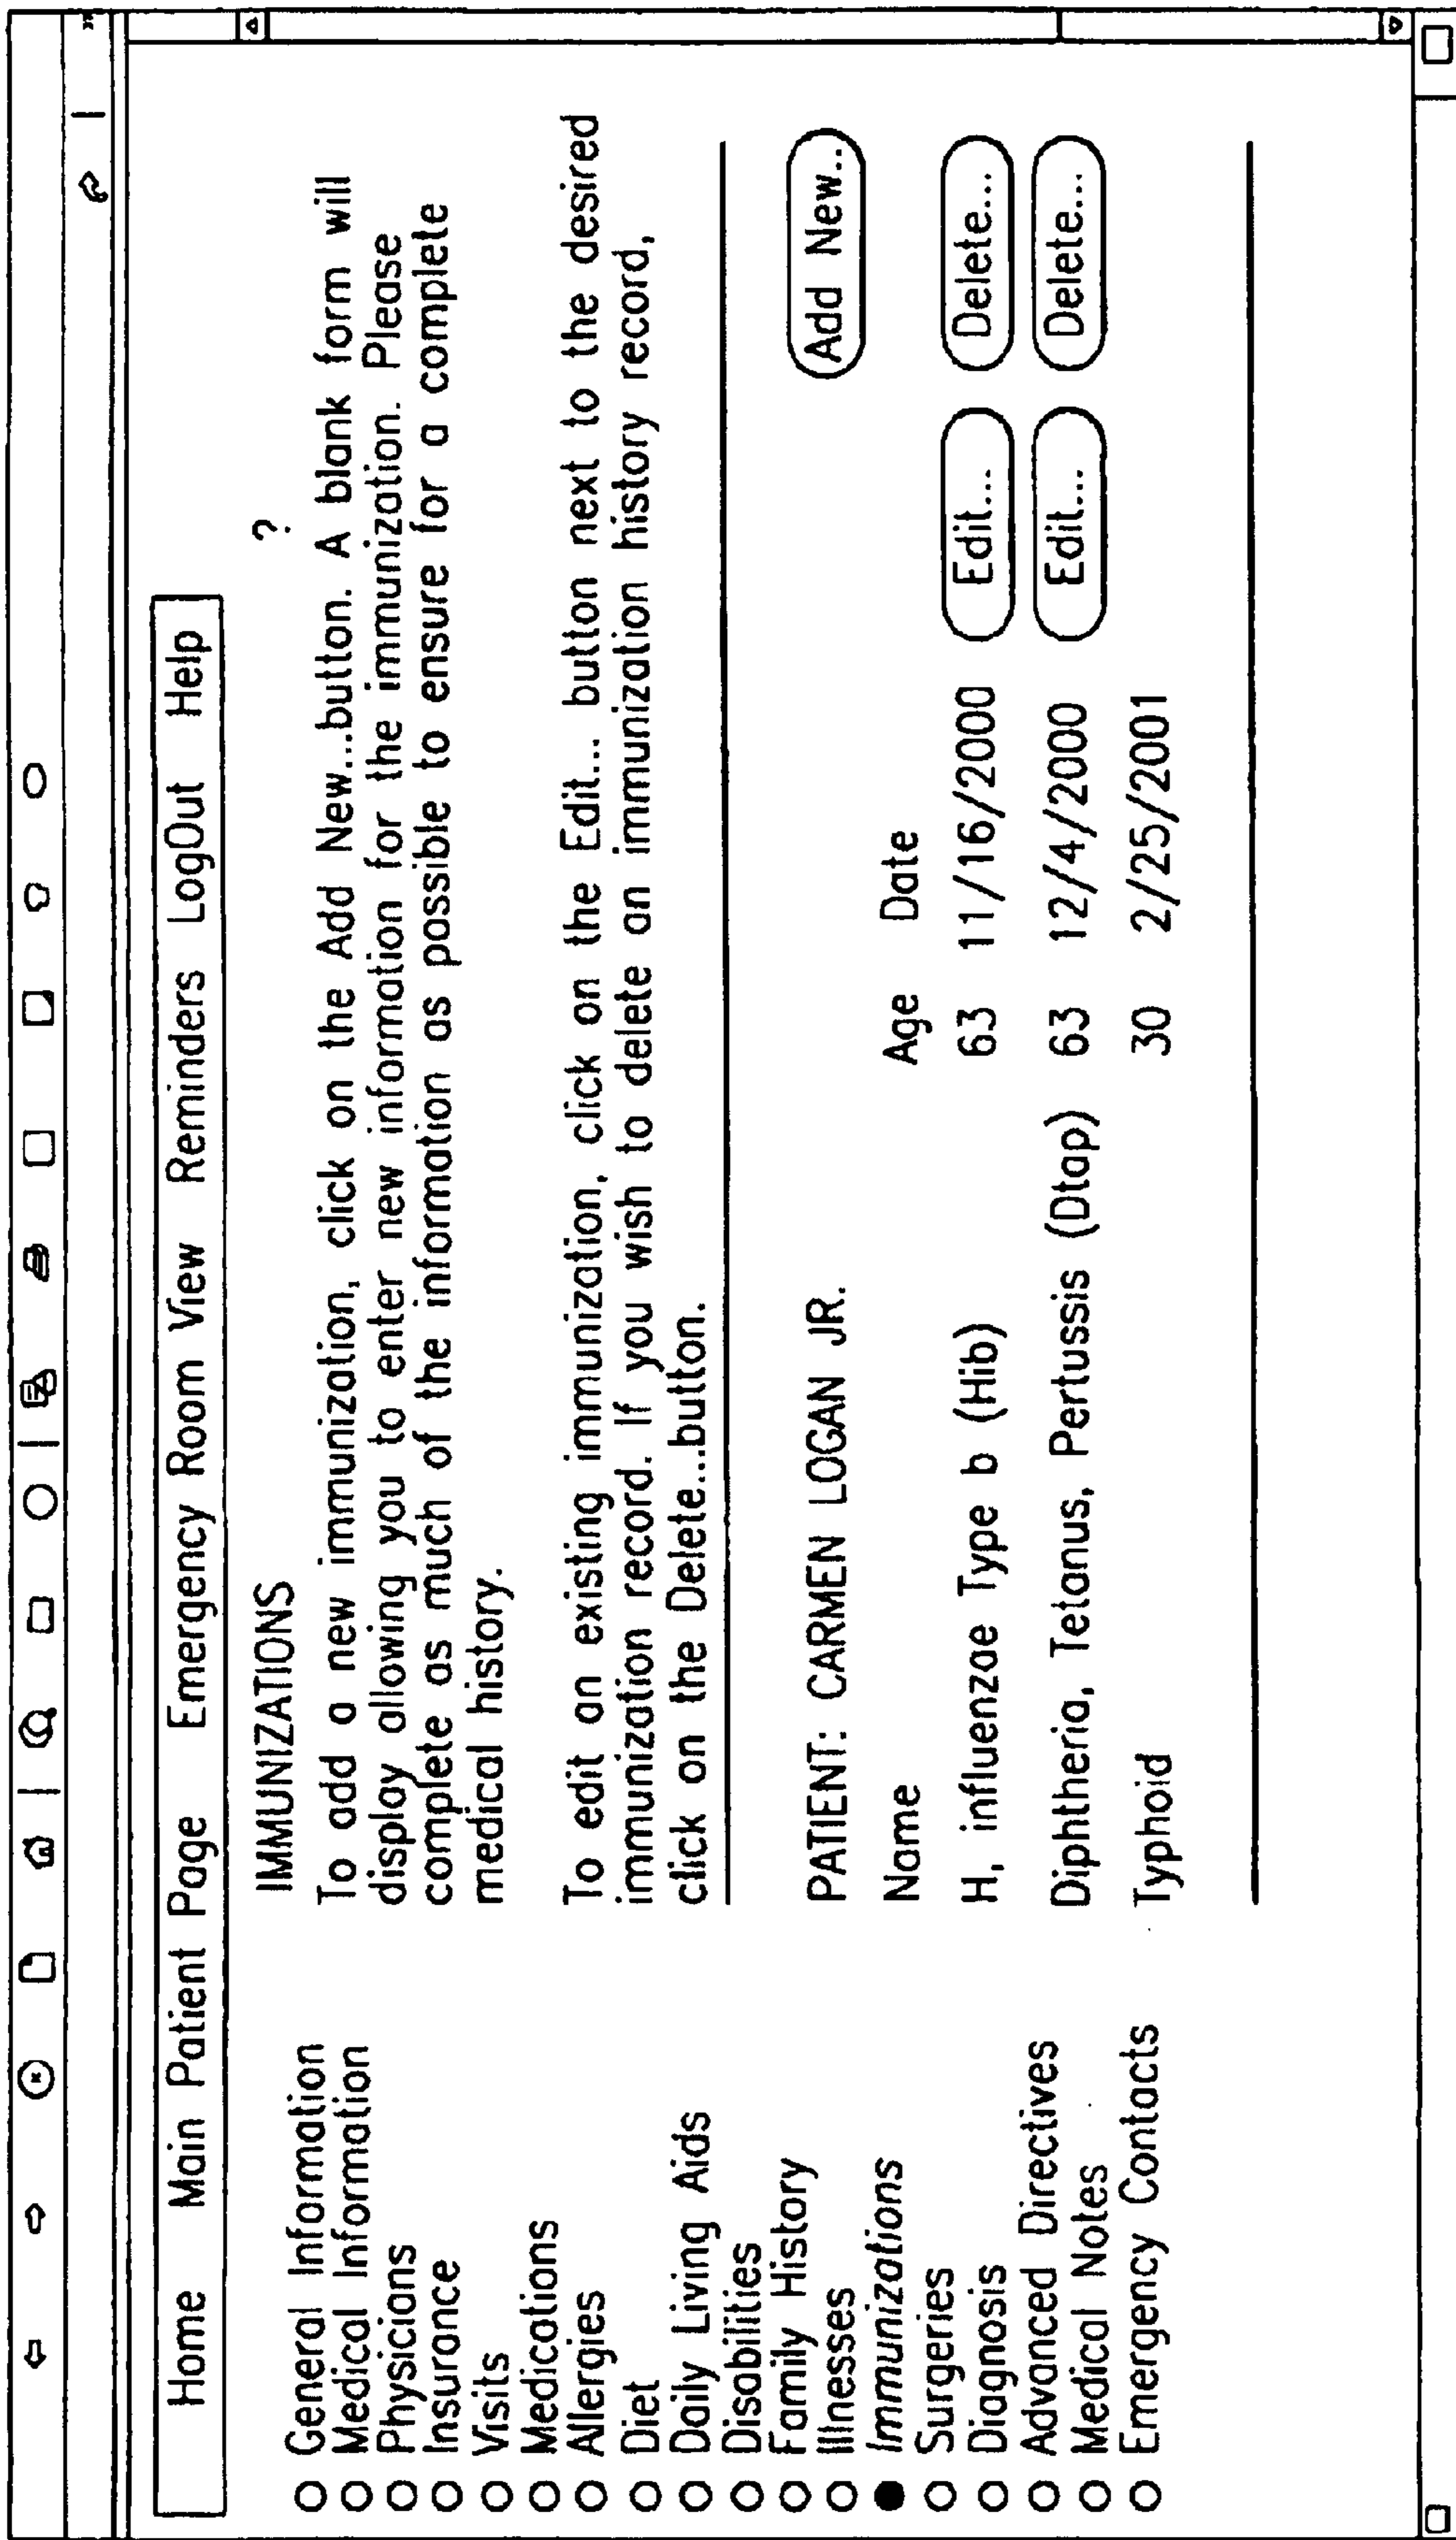 Home Main Patient Page Emergency Room View Reminders LogOut Help
General Information
Medical Information
Physicians
Insurance
Visits
Medications
Allergies
Diet
Daily Living Aids
Disabilities
Family History
Illnesses
Immunizations
Surgeries
Diagnosis
Advanced Directives
Medical Notes
Emergency Contacts
IMMUNIZATIONS ?
To add a new immunization, click on the Add New...button. A blank form will
display allowing you to enter new information for the immunization. Please
complete as much of the information as possible to ensure for a complete
medical history.
To edit an existing immunization, click on the Edit... button next to the desired
immunization record. If you wish to delete an immunization history record,
click on the Delete...button.
PATIENT: CARMEN LOGAN JR. Add New..
Name Age Date
H, influenzae Type b (Hib) 63 11/16/2000 Edit... Delete...
Diphtheria, Tetanus, Pertussis (Dtap) 63 12/4/2000 Edit... Delete...
Typhoid 30 2/25/2001